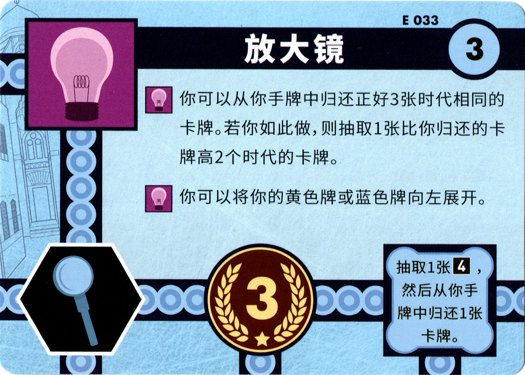 E 033
放大镜
3
你可以从你手牌中归还正好3张时代相同的
卡牌。若你如此做,则抽取1张比你归还的卡
牌高2个时代的卡牌。
你可以将你的黄色牌或蓝色牌向左展开。
3
抽取1张 4 ,
然后从你手
牌中归还1张
卡牌。